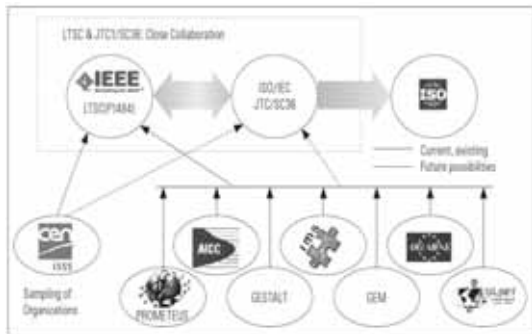 LTSC & JTC1/SC36: Close Collaboration
IEEE
LTSC(P1484)
ISO/IEC
JTC/SC36
ISO
Current, existing
Future possibilities
cen
ISSS
AICC
Sampling of
Organizations
PROMETEUS
GESTALT
GEM